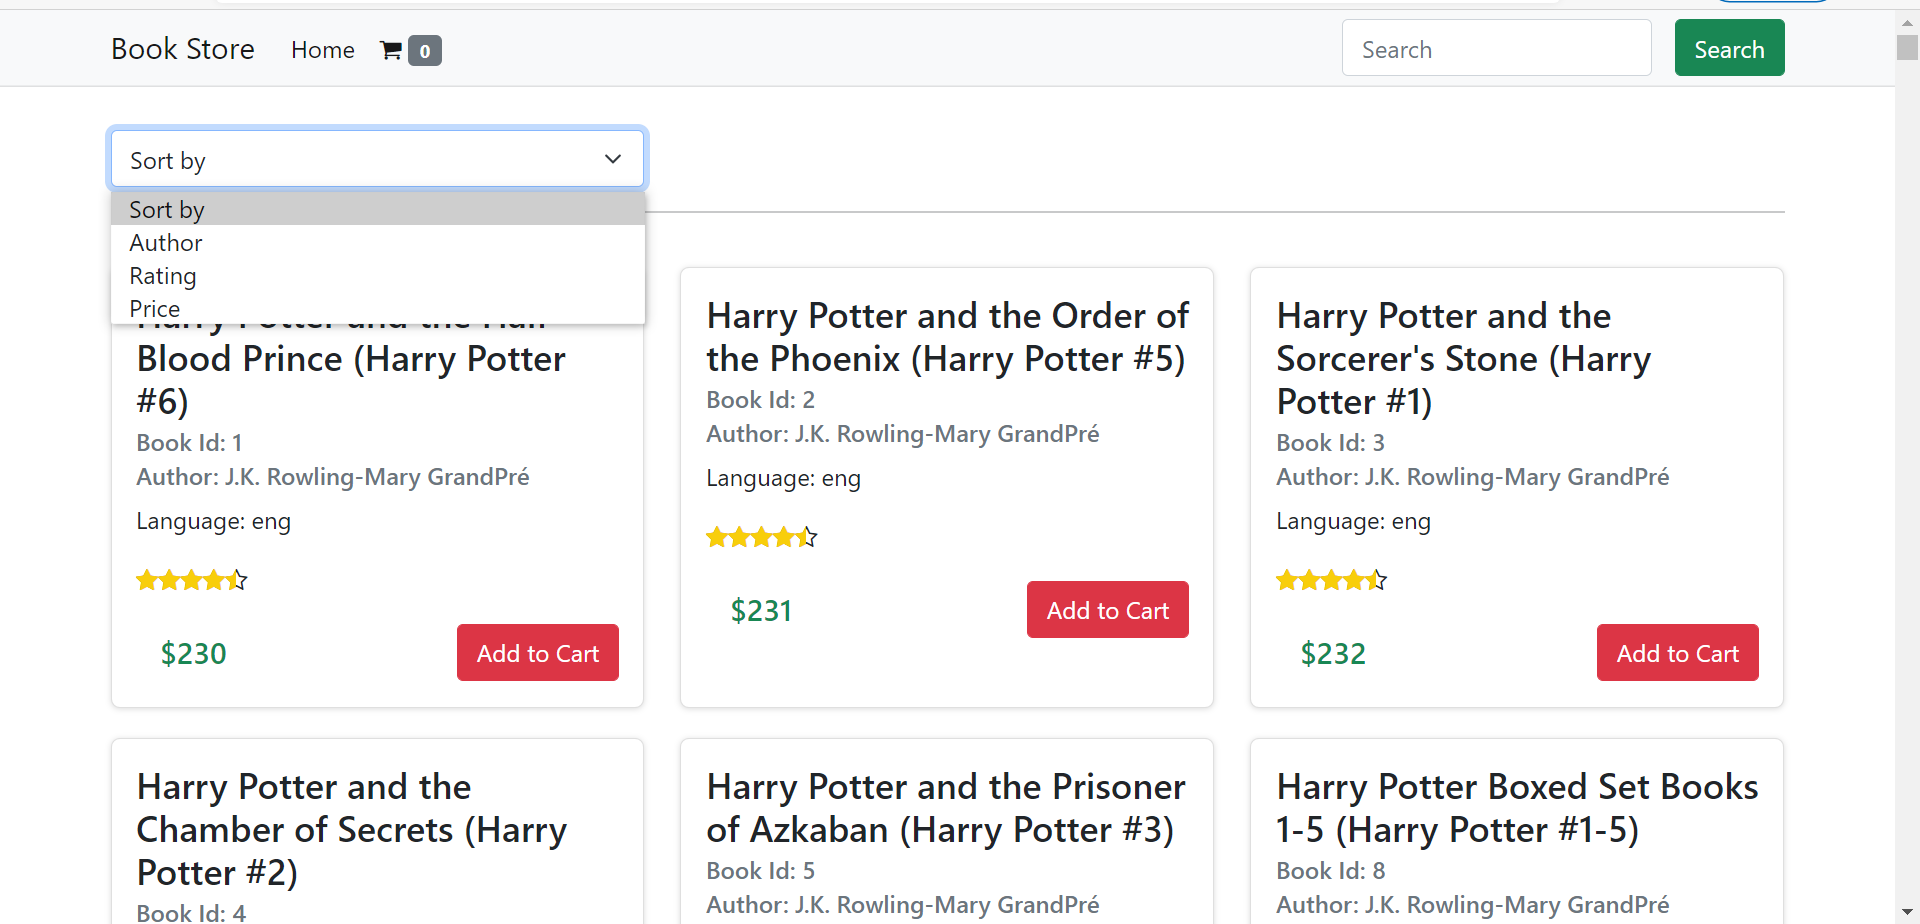 Book Store Home 0 Search Search
Sort by
Sort by
Author
Rating
Price
Harry Potter and the Half-
Blood Prince (Harry Potter
#6)
Book Id: 1
Author: J.K. Rowling-Mary GrandPré
Language: eng
$230 Add to Cart
Harry Potter and the Order of
the Phoenix (Harry Potter #5)
Book Id: 2
Author: J.K. Rowling-Mary GrandPré
Language: eng
$231 Add to Cart
Harry Potter and the
Sorcerer's Stone (Harry
Potter #1)
Book Id: 3
Author: J.K. Rowling-Mary GrandPré
Language: eng
$232 Add to Cart
Harry Potter and the
Chamber of Secrets (Harry
Potter #2)
Book Id: 4
Harry Potter and the Prisoner
of Azkaban (Harry Potter #3)
Book Id: 5
Author: J.K. Rowling-Mary GrandPré
Harry Potter Boxed Set Books
1-5 (Harry Potter #1-5)
Book Id: 8
Author: J.K. Rowling-Mary GrandPré